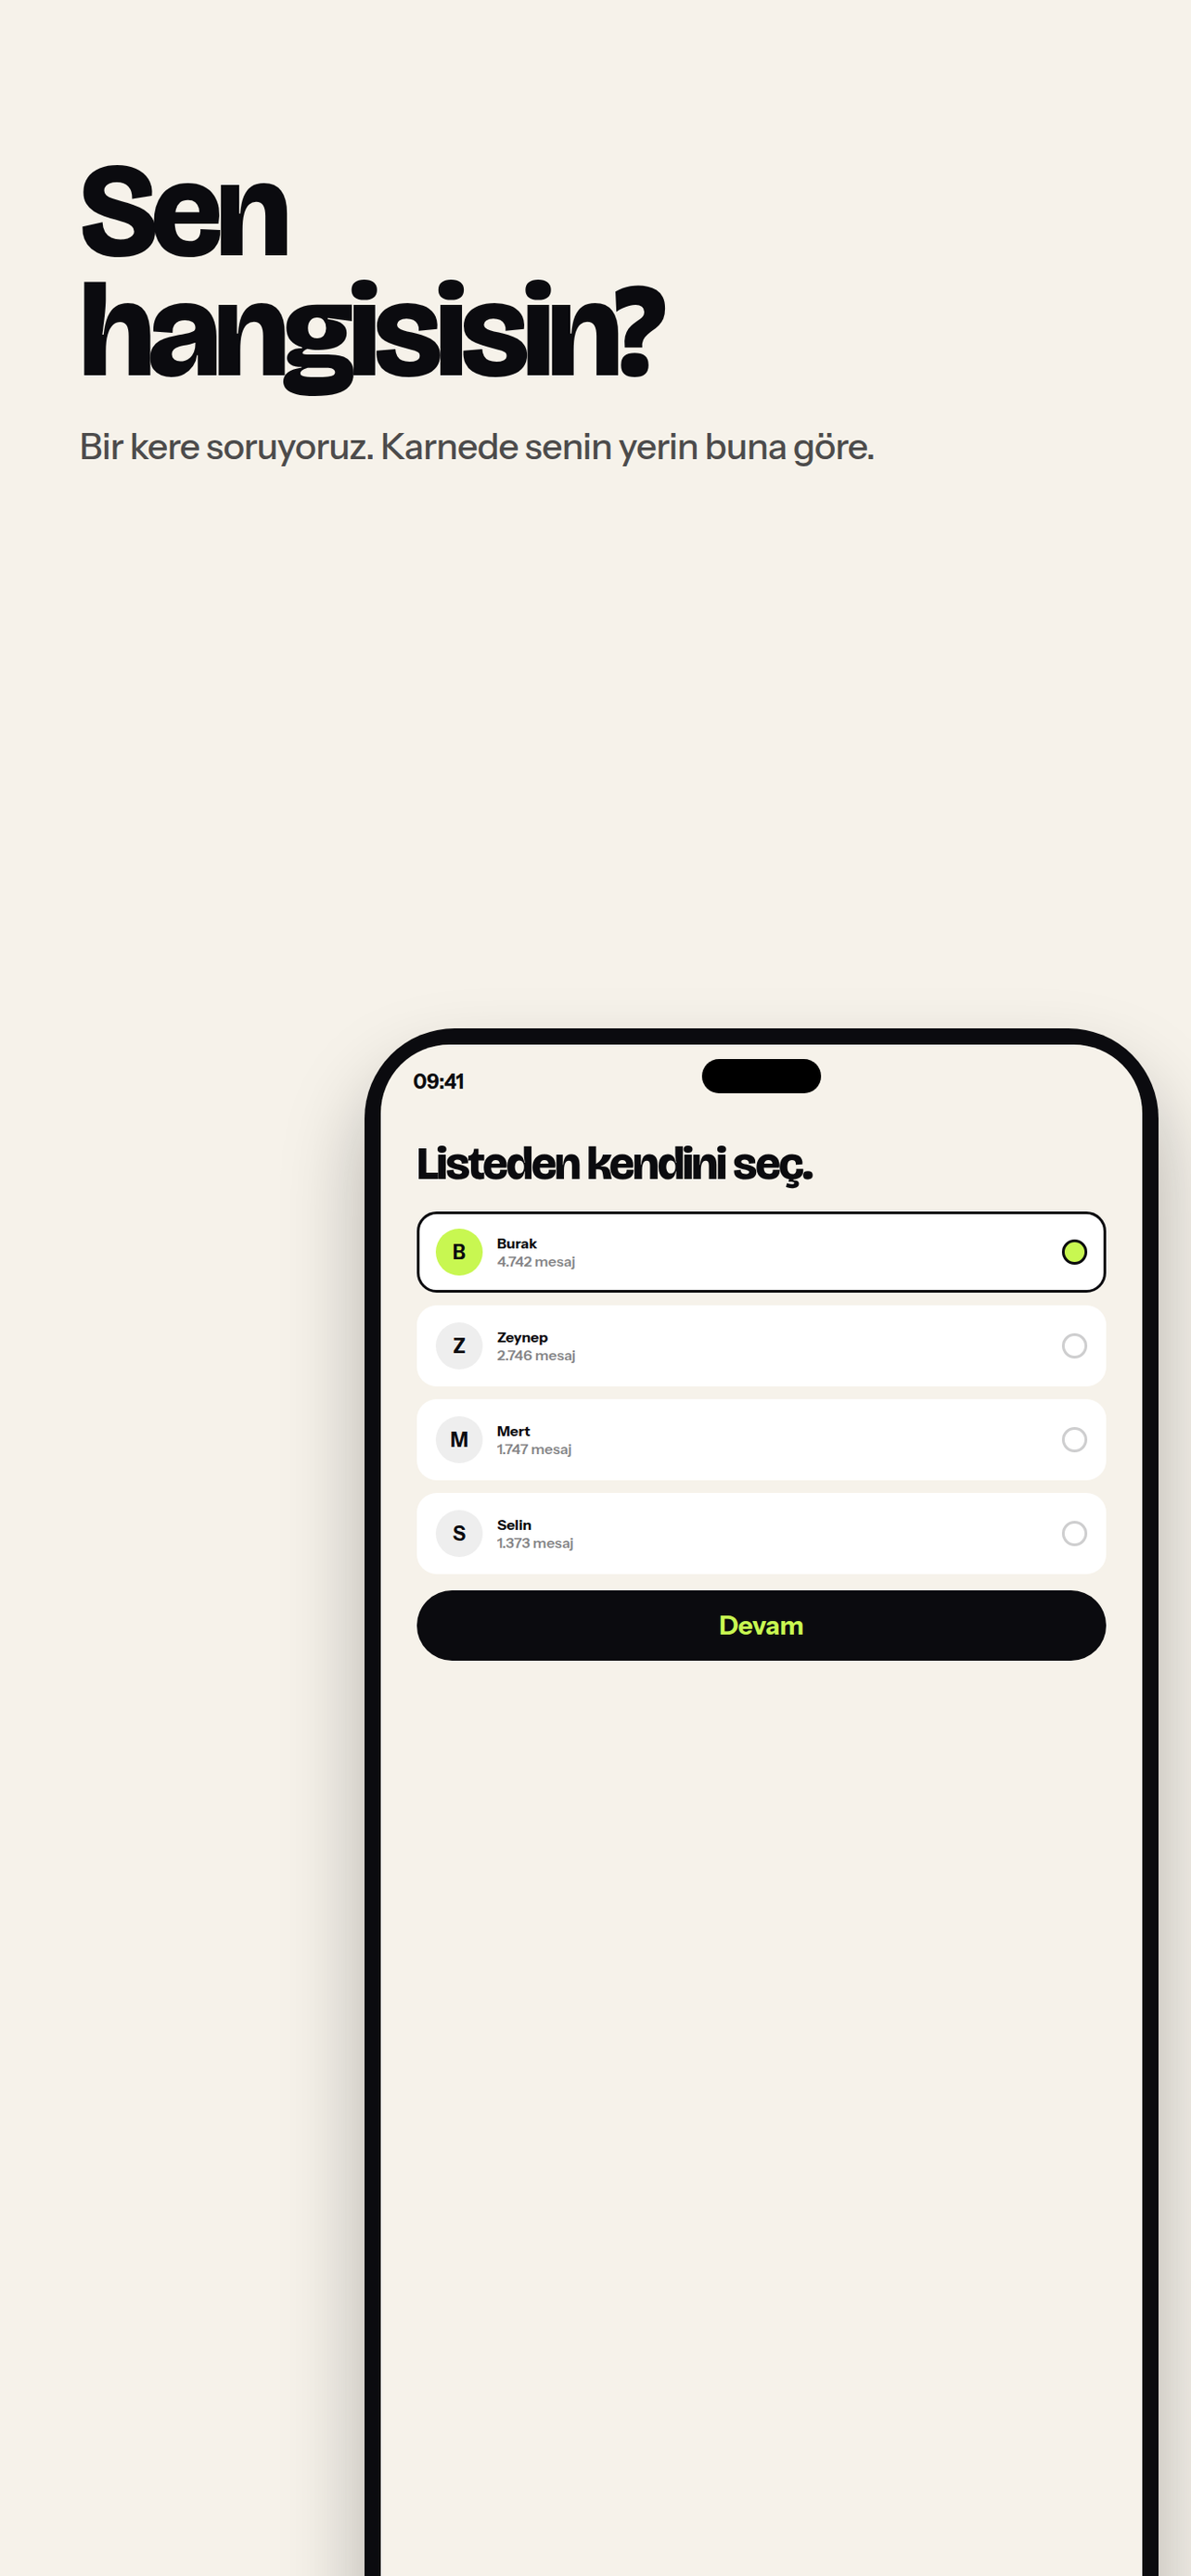 Sen
hangisisin?
Bir kere soruyoruz. Karnede senin yerin buna göre.
09:41
Listeden kendini seç.
B
Burak
4.742 mesaj
Z
Zeynep
2.746 mesaj
M
Mert
1.747 mesaj
S
Selin
1.373 mesaj
Devam